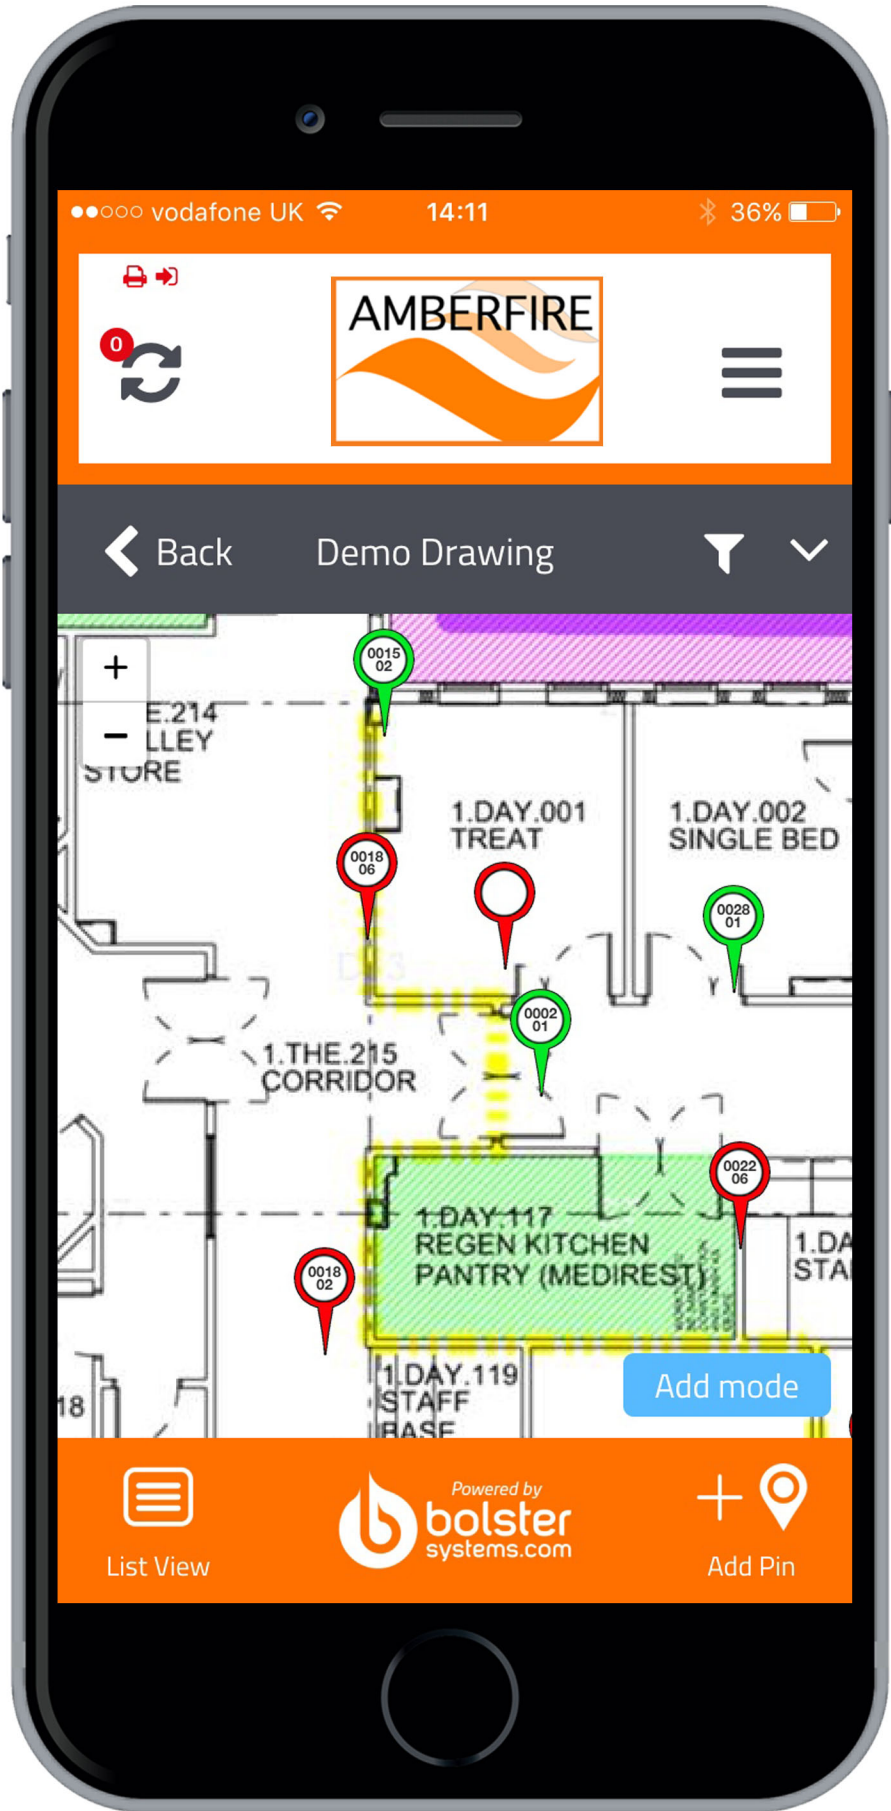 vodafone UK
14:11
36%
0
AMBERFIRE
Back
Demo Drawing
+
−
E.214
LLEY
STORE
0015
02
1.DAY.001
TREAT
1.DAY.002
SINGLE BED
0018
06
0028
01
0002
01
1.THE.215
CORRIDOR
0022
06
1.DAY.117
REGEN KITCHEN
PANTRY (MEDIREST)
1.DA
STA
0018
02
1.DAY.119
STAFF
BASE
18
Add mode
List View
Powered by
bolster
systems.com
Add Pin